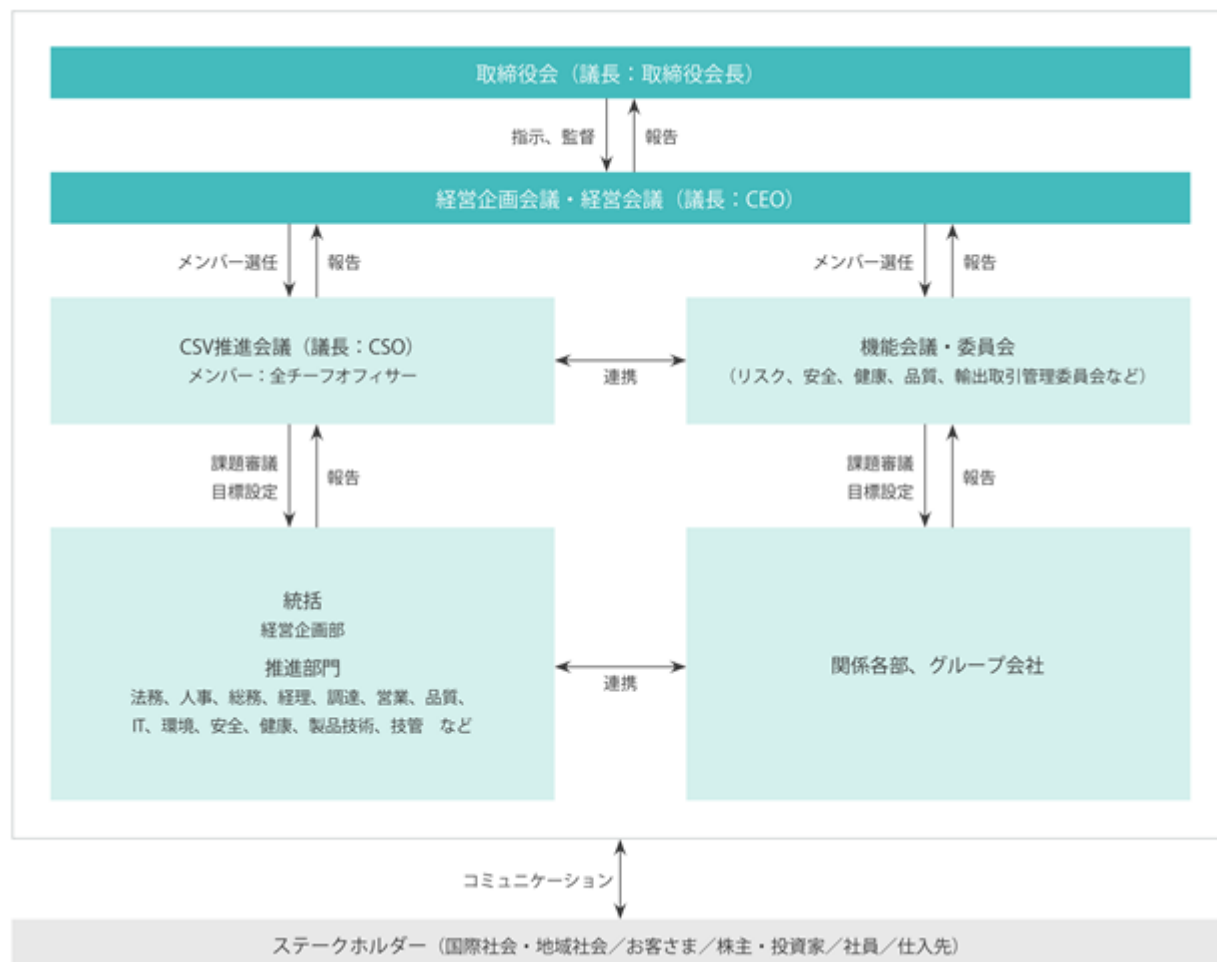 取締役会（議長：取締役会長）
指示、監督
報告
経営企画会議・経営会議（議長：CEO）
メンバー選任
報告
メンバー選任
報告
CSV推進会議（議長：CSO）
メンバー：全チーフオフィサー
連携
機能会議・委員会
（リスク、安全、健康、品質、輸出取引管理委員会など）
課題審議
目標設定
報告
課題審議
目標設定
報告
統括
経営企画部
推進部門
法務、人事、総務、経理、調達、営業、品質、
IT、環境、安全、健康、製品技術、技管　など
連携
関係各部、グループ会社
コミュニケーション
ステークホルダー（国際社会・地域社会／お客さま／株主・投資家／社員／仕入先）